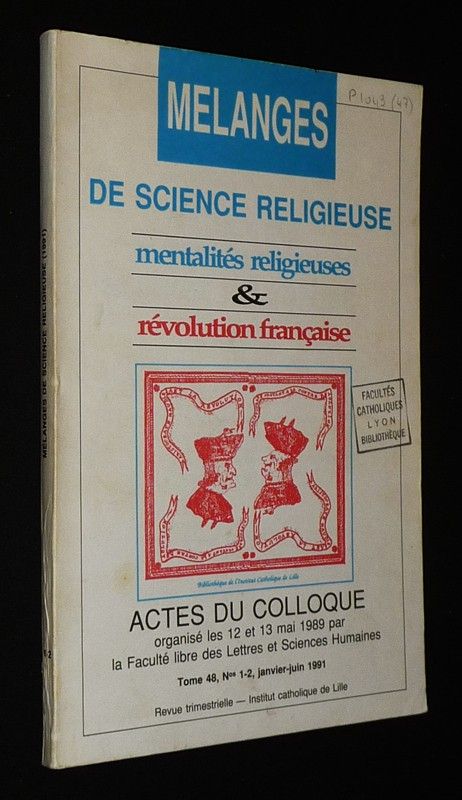 MELANGES
P1043 (47)
DE SCIENCE RELIGIEUSE
mentalités religieuses
&
révolution française
FACULTÉS
CATHOLIQUES
LYON
BIBLIOTHÈQUE
Bibliothèque de l'Institut Catholique de Lille
ACTES DU COLLOQUE
organisé les 12 et 13 mai 1989 par
la Faculté libre des Lettres et Sciences Humaines
Tome 48, Nos 1-2, janvier-juin 1991
Revue trimestrielle — Institut catholique de Lille
MELANGES DE SCIENCE RELIGIEUSE (1991)